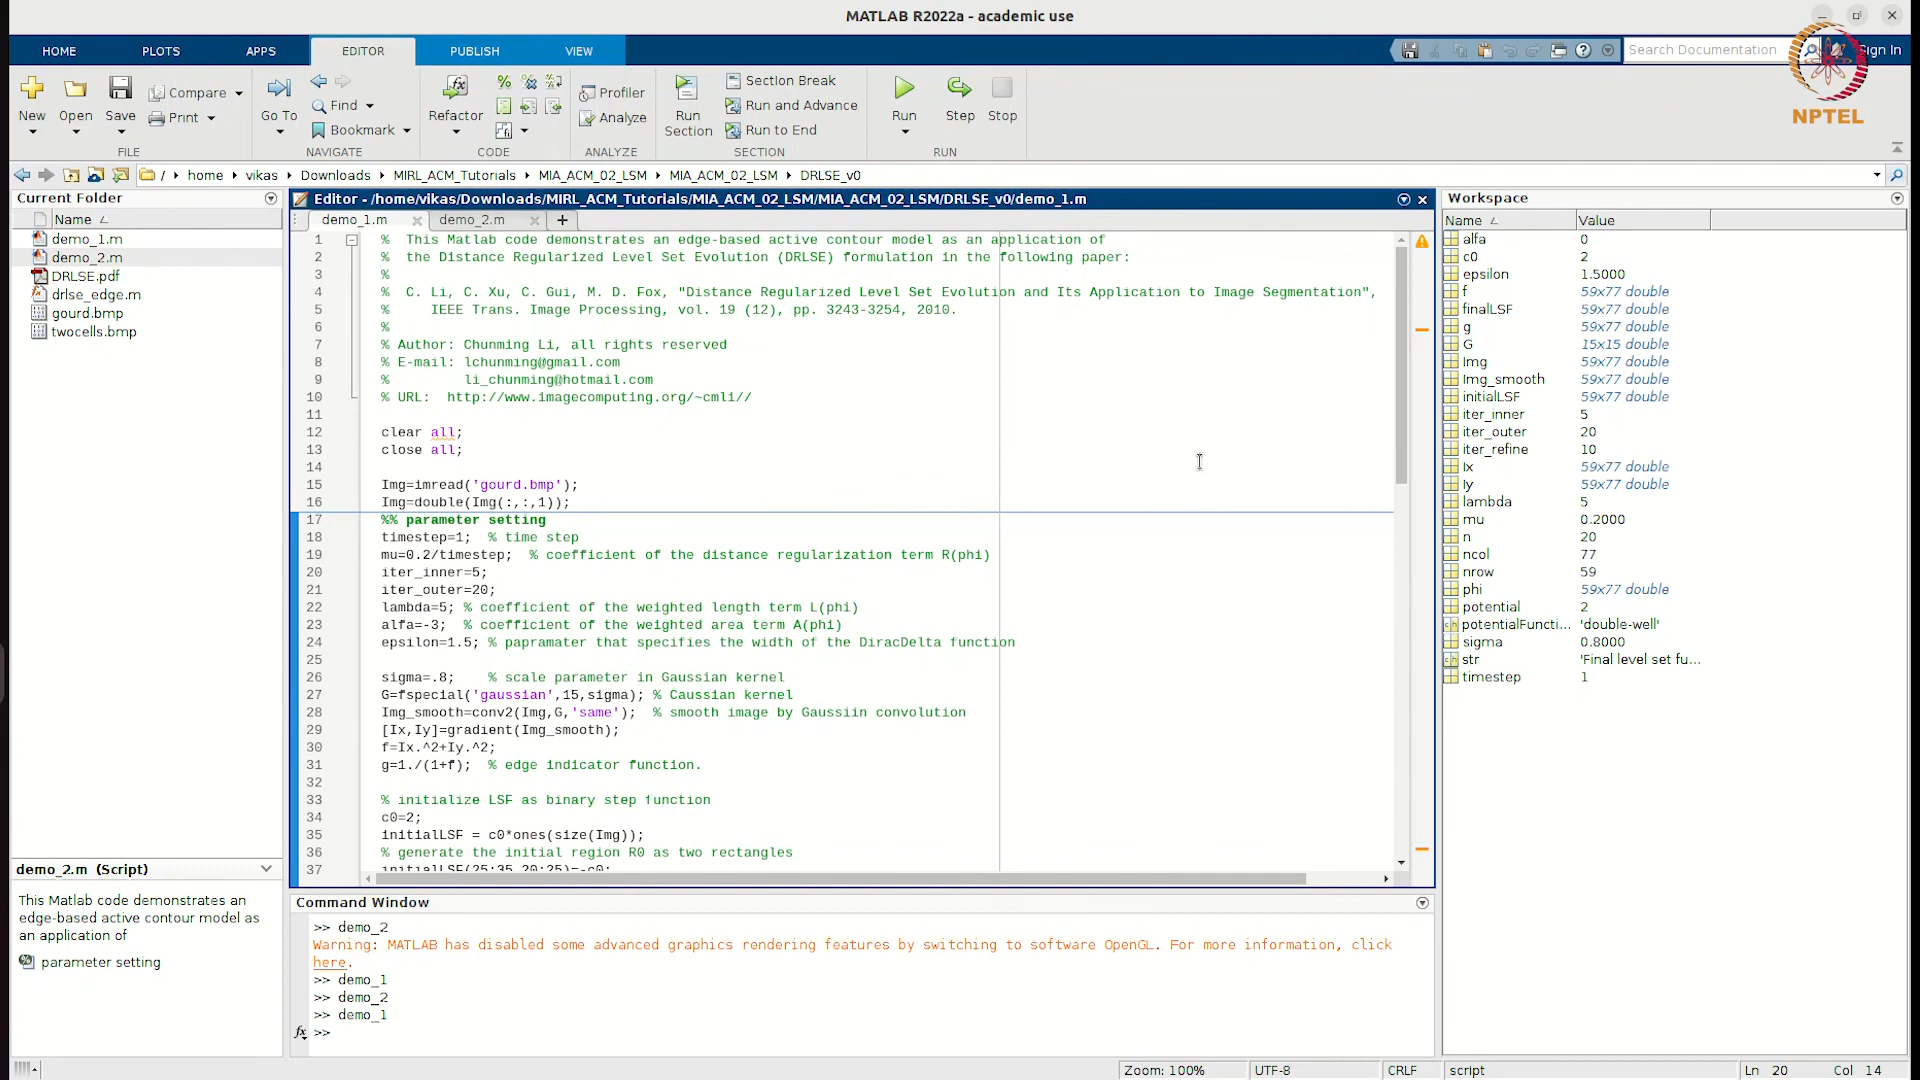 MATLAB R2022a - academic use
HOME
PLOTS
APPS
EDITOR
PUBLISH
VIEW
Search Documentation
Sign In
NPTEL
New
Open
Save
Compare
Print
FILE
Go To
Find
Bookmark
NAVIGATE
Refactor
CODE
Profiler
Analyze
ANALYZE
Run Section
Section Break
Run and Advance
Run to End
SECTION
Run
Step
Stop
RUN
/ home vikas Downloads MIRL_ACM_Tutorials MIA_ACM_02_LSM MIA_ACM_02_LSM DRLSE_v0
Current Folder
Name
demo_1.m
demo_2.m
DRLSE.pdf
drlse_edge.m
gourd.bmp
twocells.bmp
demo_2.m (Script)
This Matlab code demonstrates an
edge-based active contour model as
an application of
parameter setting
Editor - /home/vikas/Downloads/MIRL_ACM_Tutorials/MIA_ACM_02_LSM/MIA_ACM_02_LSM/DRLSE_v0/demo_1.m
demo_1.m
demo_2.m
1 % This Matlab code demonstrates an edge-based active contour model as an application of
2 % the Distance Regularized Level Set Evolution (DRLSE) formulation in the following paper:
3 %
4 % C. Li, C. Xu, C. Gui, M. D. Fox, "Distance Regularized Level Set Evolution and Its Application to Image Segmentation",
5 % IEEE Trans. Image Processing, vol. 19 (12), pp. 3243-3254, 2010.
6 %
7 % Author: Chunming Li, all rights reserved
8 % E-mail: lchunming@gmail.com
9 % li_chunming@hotmail.com
10 % URL: http://www.imagecomputing.org/~cmli//
11
12 clear all;
13 close all;
14
15 Img=imread('gourd.bmp');
16 Img=double(Img(:,:,1));
17 %% parameter setting
18 timestep=1; % time step
19 mu=0.2/timestep; % coefficient of the distance regularization term R(phi)
20 iter_inner=5;
21 iter_outer=20;
22 lambda=5; % coefficient of the weighted length term L(phi)
23 alfa=-3; % coefficient of the weighted area term A(phi)
24 epsilon=1.5; % papramater that specifies the width of the DiracDelta function
25
26 sigma=.8; % scale parameter in Gaussian kernel
27 G=fspecial('gaussian',15,sigma); % Caussian kernel
28 Img_smooth=conv2(Img,G,'same'); % smooth image by Gaussiin convolution
29 [Ix,Iy]=gradient(Img_smooth);
30 f=Ix.^2+Iy.^2;
31 g=1./(1+f); % edge indicator function.
32
33 % initialize LSF as binary step function
34 c0=2;
35 initialLSF = c0*ones(size(Img));
36 % generate the initial region R0 as two rectangles
37 initialLSF(25:35,20:25)=-c0;
Command Window
>> demo_2
Warning: MATLAB has disabled some advanced graphics rendering features by switching to software OpenGL. For more information, click
here.
>> demo_1
>> demo_2
>> demo_1
fx >>
Workspace
Name Value
alfa 0
c0 2
epsilon 1.5000
f 59x77 double
finalLSF 59x77 double
g 59x77 double
G 15x15 double
Img 59x77 double
Img_smooth 59x77 double
initialLSF 59x77 double
iter_inner 5
iter_outer 20
iter_refine 10
Ix 59x77 double
Iy 59x77 double
lambda 5
mu 0.2000
n 20
ncol 77
nrow 59
phi 59x77 double
potential 2
potentialFuncti... 'double-well'
sigma 0.8000
str 'Final level set fu...
timestep 1
Zoom: 100%
UTF-8
CRLF
script
Ln 20 Col 14